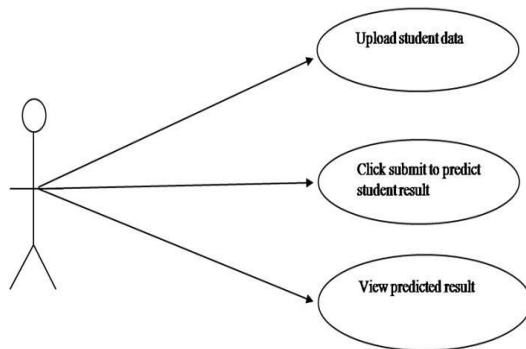 Upload student data
Click submit to predict
student result
View predicted result